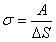 σ = A / ΔS